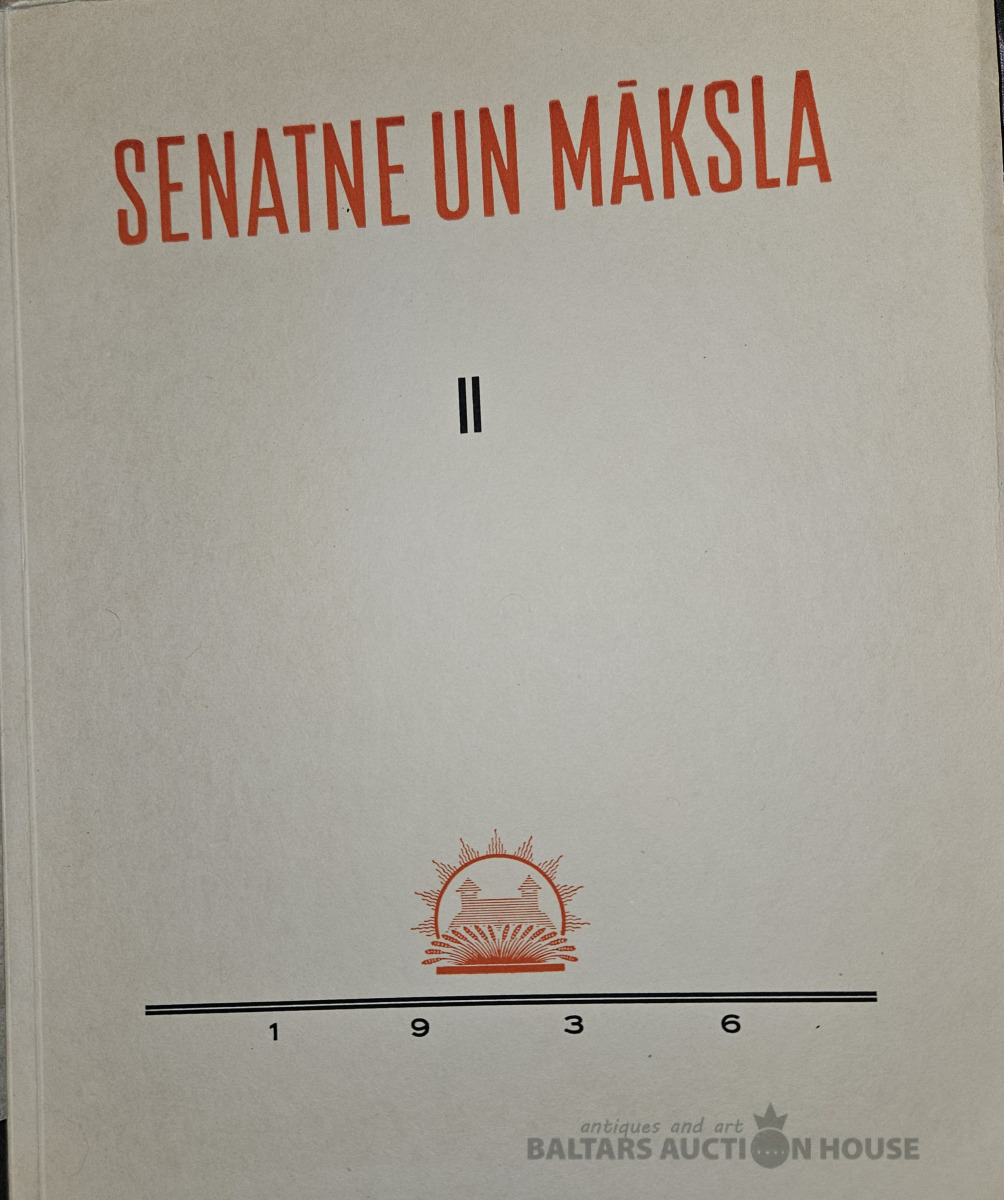 SENATNE UN MĀKSLA
II
1 9 3 6
antiques and art
BALTARS AUCTION HOUSE